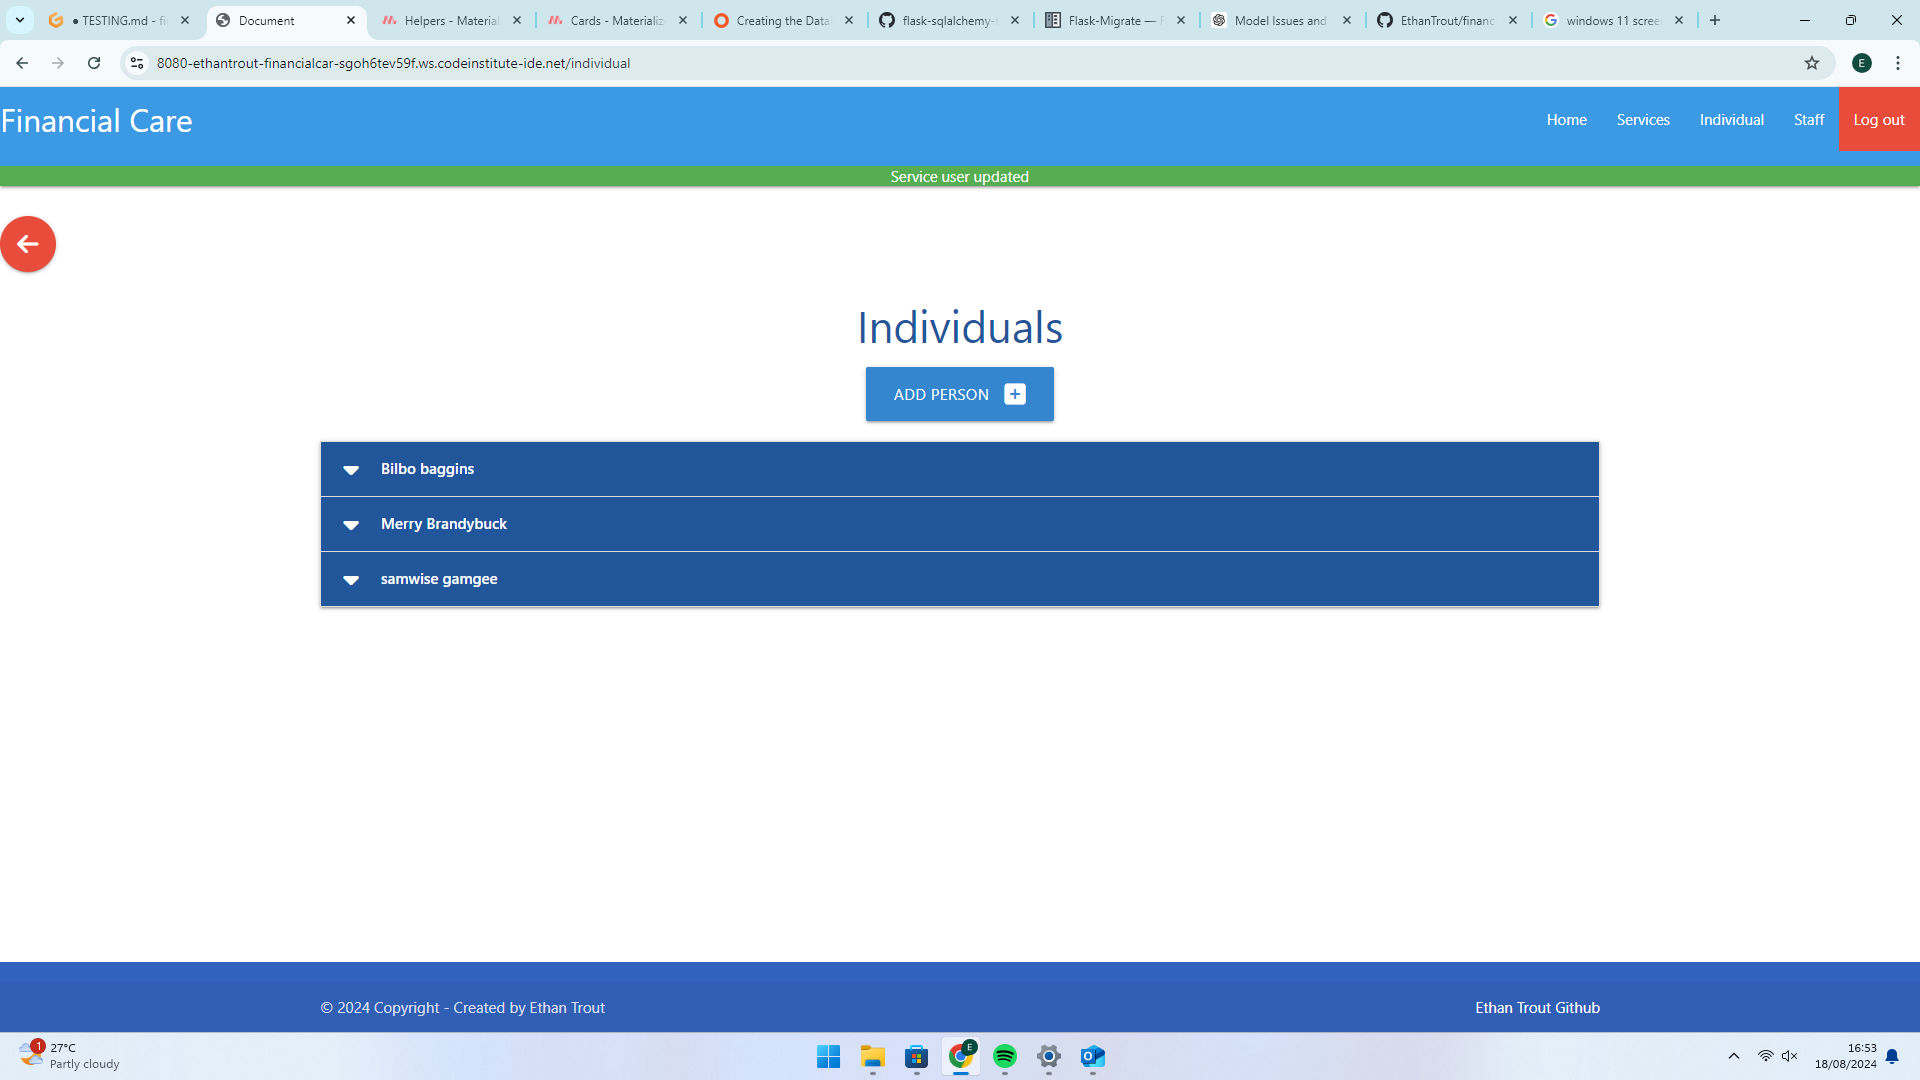 TESTING.md - fi
Document
Helpers - Material
Cards - Materializ
Creating the Data
flask-sqlalchemy-
Flask-Migrate —
Model Issues and
EthanTrout/financ
windows 11 scree
8080-ethantrout-financialcar-sgoh6tev59f.ws.codeinstitute-ide.net/individual
E
Financial Care
Home
Services
Individual
Staff
Log out
Service user updated
Individuals
ADD PERSON
Bilbo baggins
Merry Brandybuck
samwise gamgee
© 2024 Copyright - Created by Ethan Trout
Ethan Trout Github
1
27°C
Partly cloudy
E
16:53
18/08/2024